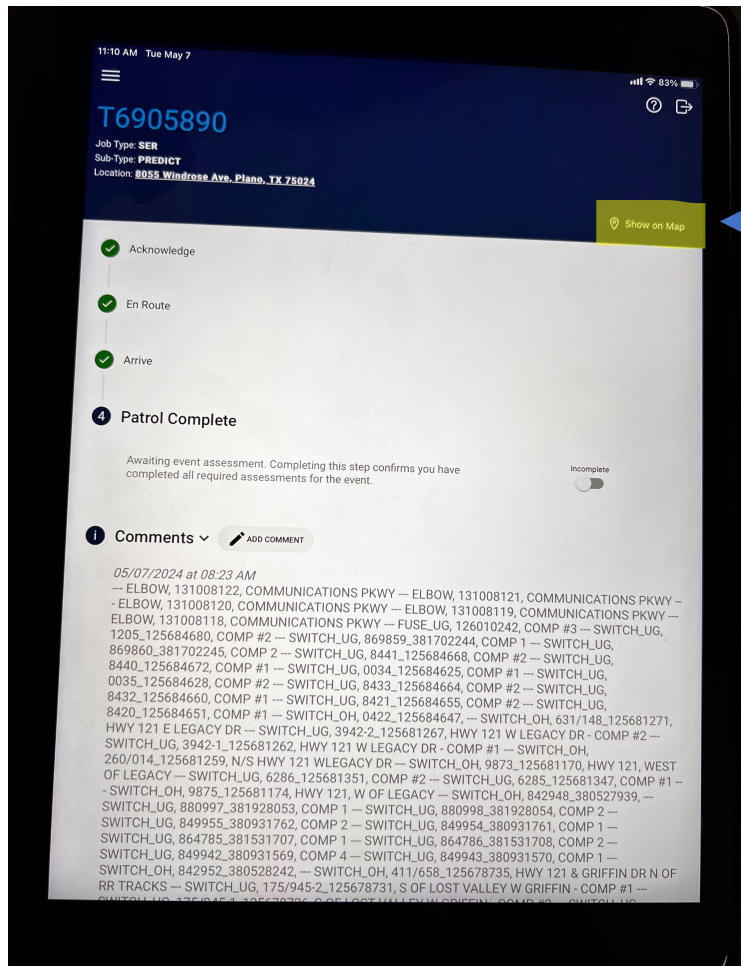 11:10 AM Tue May 7
83%
T6905890
Job Type: SER
Sub-Type: PREDICT
Location: 8055 Windrose Ave, Plano, TX 75024
Show on Map
Acknowledge
En Route
Arrive
4 Patrol Complete
Awaiting event assessment. Completing this step confirms you have
completed all required assessments for the event.
Incomplete
Comments
ADD COMMENT
05/07/2024 at 08:23 AM
--- ELBOW, 131008122, COMMUNICATIONS PKWY --- ELBOW, 131008121, COMMUNICATIONS PKWY --
- ELBOW, 131008120, COMMUNICATIONS PKWY --- ELBOW, 131008119, COMMUNICATIONS PKWY ---
ELBOW, 131008118, COMMUNICATIONS PKWY --- FUSE_UG, 126010242, COMP #3 --- SWITCH_UG,
1205_125684680, COMP #2 --- SWITCH_UG, 869859_381702244, COMP 1 --- SWITCH_UG,
869860_381702245, COMP 2 --- SWITCH_UG, 8441_125684668, COMP #2 --- SWITCH_UG,
8440_125684672, COMP #1 --- SWITCH_UG, 0034_125684625, COMP #1 --- SWITCH_UG,
0035_125684628, COMP #2 --- SWITCH_UG, 8433_125684664, COMP #2 --- SWITCH_UG,
8432_125684660, COMP #1 --- SWITCH_UG, 8421_125684655, COMP #2 --- SWITCH_UG,
8420_125684651, COMP #1 --- SWITCH_OH, 0422_125684647, --- SWITCH_OH, 631/148_125681271,
HWY 121 E LEGACY DR --- SWITCH_UG, 3942-2_125681267, HWY 121 W LEGACY DR - COMP #2 ---
SWITCH_UG, 3942-1_125681262, HWY 121 W LEGACY DR - COMP #1 --- SWITCH_OH,
260/014_125681259, N/S HWY 121 WLEGACY DR --- SWITCH_OH, 9873_125681170, HWY 121, WEST
OF LEGACY --- SWITCH_UG, 6286_125681351, COMP #2 --- SWITCH_UG, 6285_125681347, COMP #1 --
- SWITCH_OH, 9875_125681174, HWY 121, W OF LEGACY --- SWITCH_OH, 842948_380527939, ---
SWITCH_UG, 880997_381928053, COMP 1 --- SWITCH_UG, 880998_381928054, COMP 2 ---
SWITCH_UG, 849955_380931762, COMP 2 --- SWITCH_UG, 849954_380931761, COMP 1 ---
SWITCH_UG, 864785_381531707, COMP 1 --- SWITCH_UG, 864786_381531708, COMP 2 ---
SWITCH_UG, 849942_380931569, COMP 4 --- SWITCH_UG, 849943_380931570, COMP 1 ---
SWITCH_OH, 842952_380528242, --- SWITCH_OH, 411/658_125678735, HWY 121 & GRIFFIN DR N OF
RR TRACKS --- SWITCH_UG, 175/945-2_125678731, S OF LOST VALLEY W GRIFFIN - COMP #1 ---